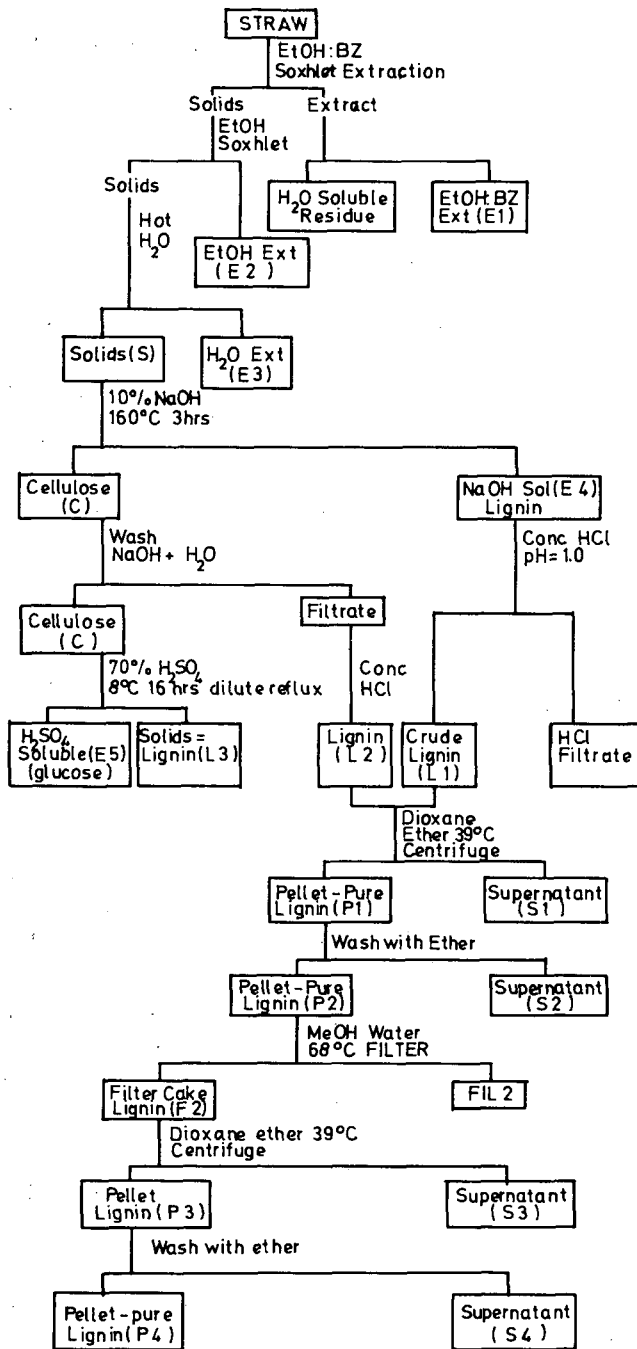 STRAW
EtOH:BZ
Soxhlet Extraction
Solids
Extract
EtOH
Soxhlet
Solids
Hot
H₂O
H₂O Soluble
Residue
EtOH:BZ
Ext (E1)
EtOH Ext
(E2)
Solids(S)
H₂O Ext
(E3)
10% NaOH
160°C 3hrs
Cellulose
(C)
NaOH Sol(E4)
Lignin
Wash
NaOH + H₂O
Conc HCl
pH=1.0
Cellulose
(C)
Filtrate
70% H₂SO₄
8°C 16 hrs dilute reflux
Conc
HCl
H₂SO₄
Soluble(E5)
(glucose)
Solids =
Lignin(L3)
Lignin
(L2)
Crude
Lignin
(L1)
HCl
Filtrate
Dioxane
Ether 39°C
Centrifuge
Pellet-Pure
Lignin(P1)
Supernatant
(S1)
Wash with Ether
Pellet-Pure
Lignin(P2)
Supernatant
(S2)
MeOH Water
68°C FILTER
Filter Cake
Lignin(F2)
FIL 2
Dioxane ether 39°C
Centrifuge
Pellet
Lignin(P3)
Supernatant
(S3)
Wash with ether
Pellet-pure
Lignin(P4)
Supernatant
(S4)